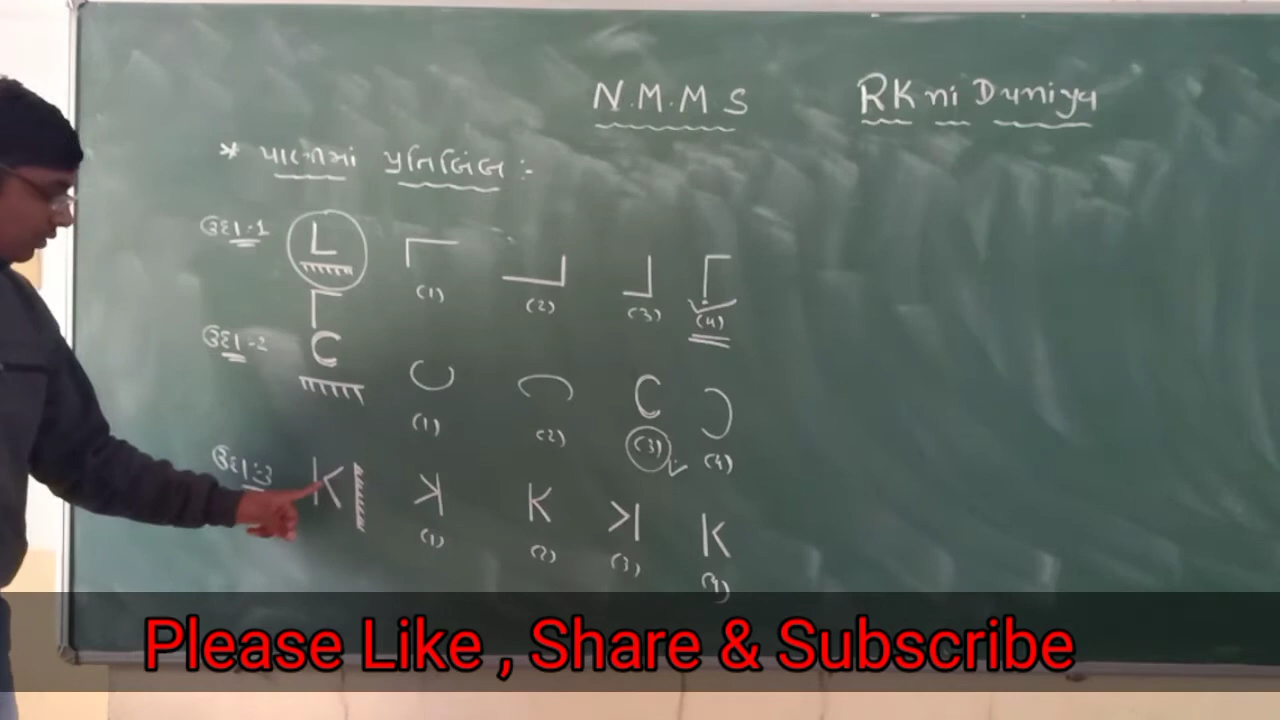 N.M.M S
RK ni Duniya
* પાણીમાં પ્રતિબિંબ :-
ઉદા.-1 L
(1) (2) (3) (4)
ઉદા.-2 C C
(1) (2) (3) (4)
ઉદા.-3 K K K
(1) (2) (3) (4)
Please Like , Share & Subscribe